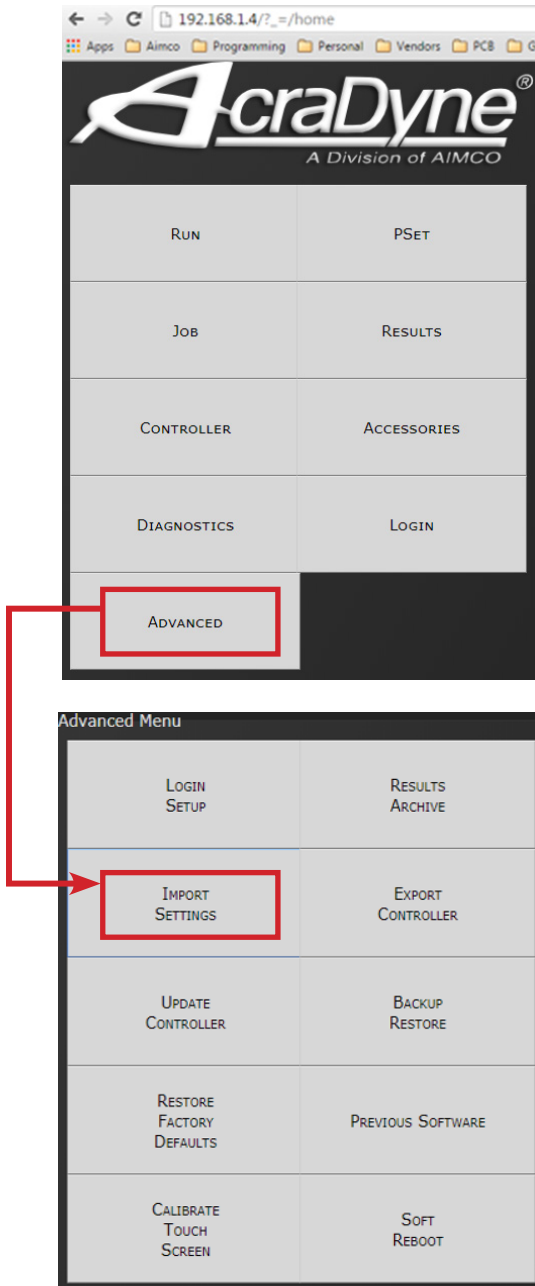 192.168.1.4/?_=/home
Apps Aimco Programming Personal Vendors PCB G
AcraDyne®
A Division of AIMCO
Run PSet
Job Results
Controller Accessories
Diagnostics Login
Advanced
Advanced Menu
Login
Setup
Results
Archive
Import
Settings
Export
Controller
Update
Controller
Backup
Restore
Restore
Factory
Defaults
Previous Software
Calibrate
Touch
Screen
Soft
Reboot